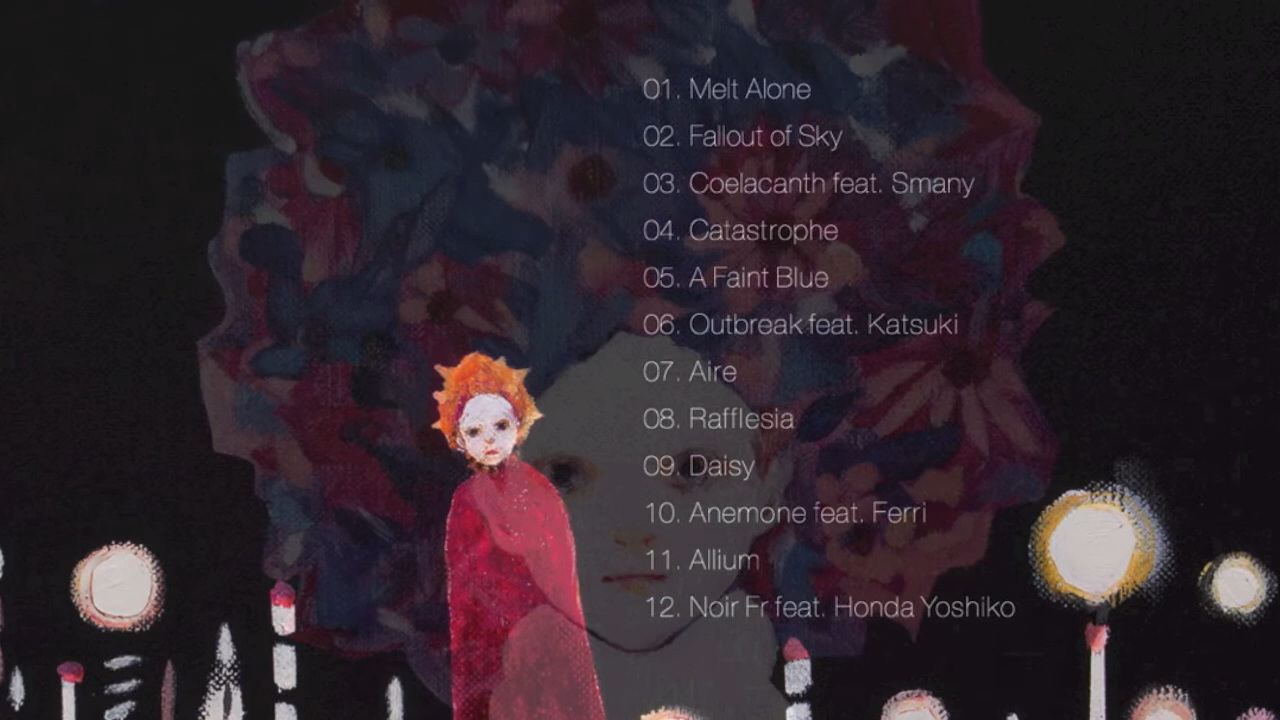 01. Melt Alone
02. Fallout of Sky
03. Coelacanth feat. Smany
04. Catastrophe
05. A Faint Blue
06. Outbreak feat. Katsuki
07. Aire
08. Rafflesia
09. Daisy
10. Anemone feat. Ferri
11. Allium
12. Noir Fr feat. Honda Yoshiko